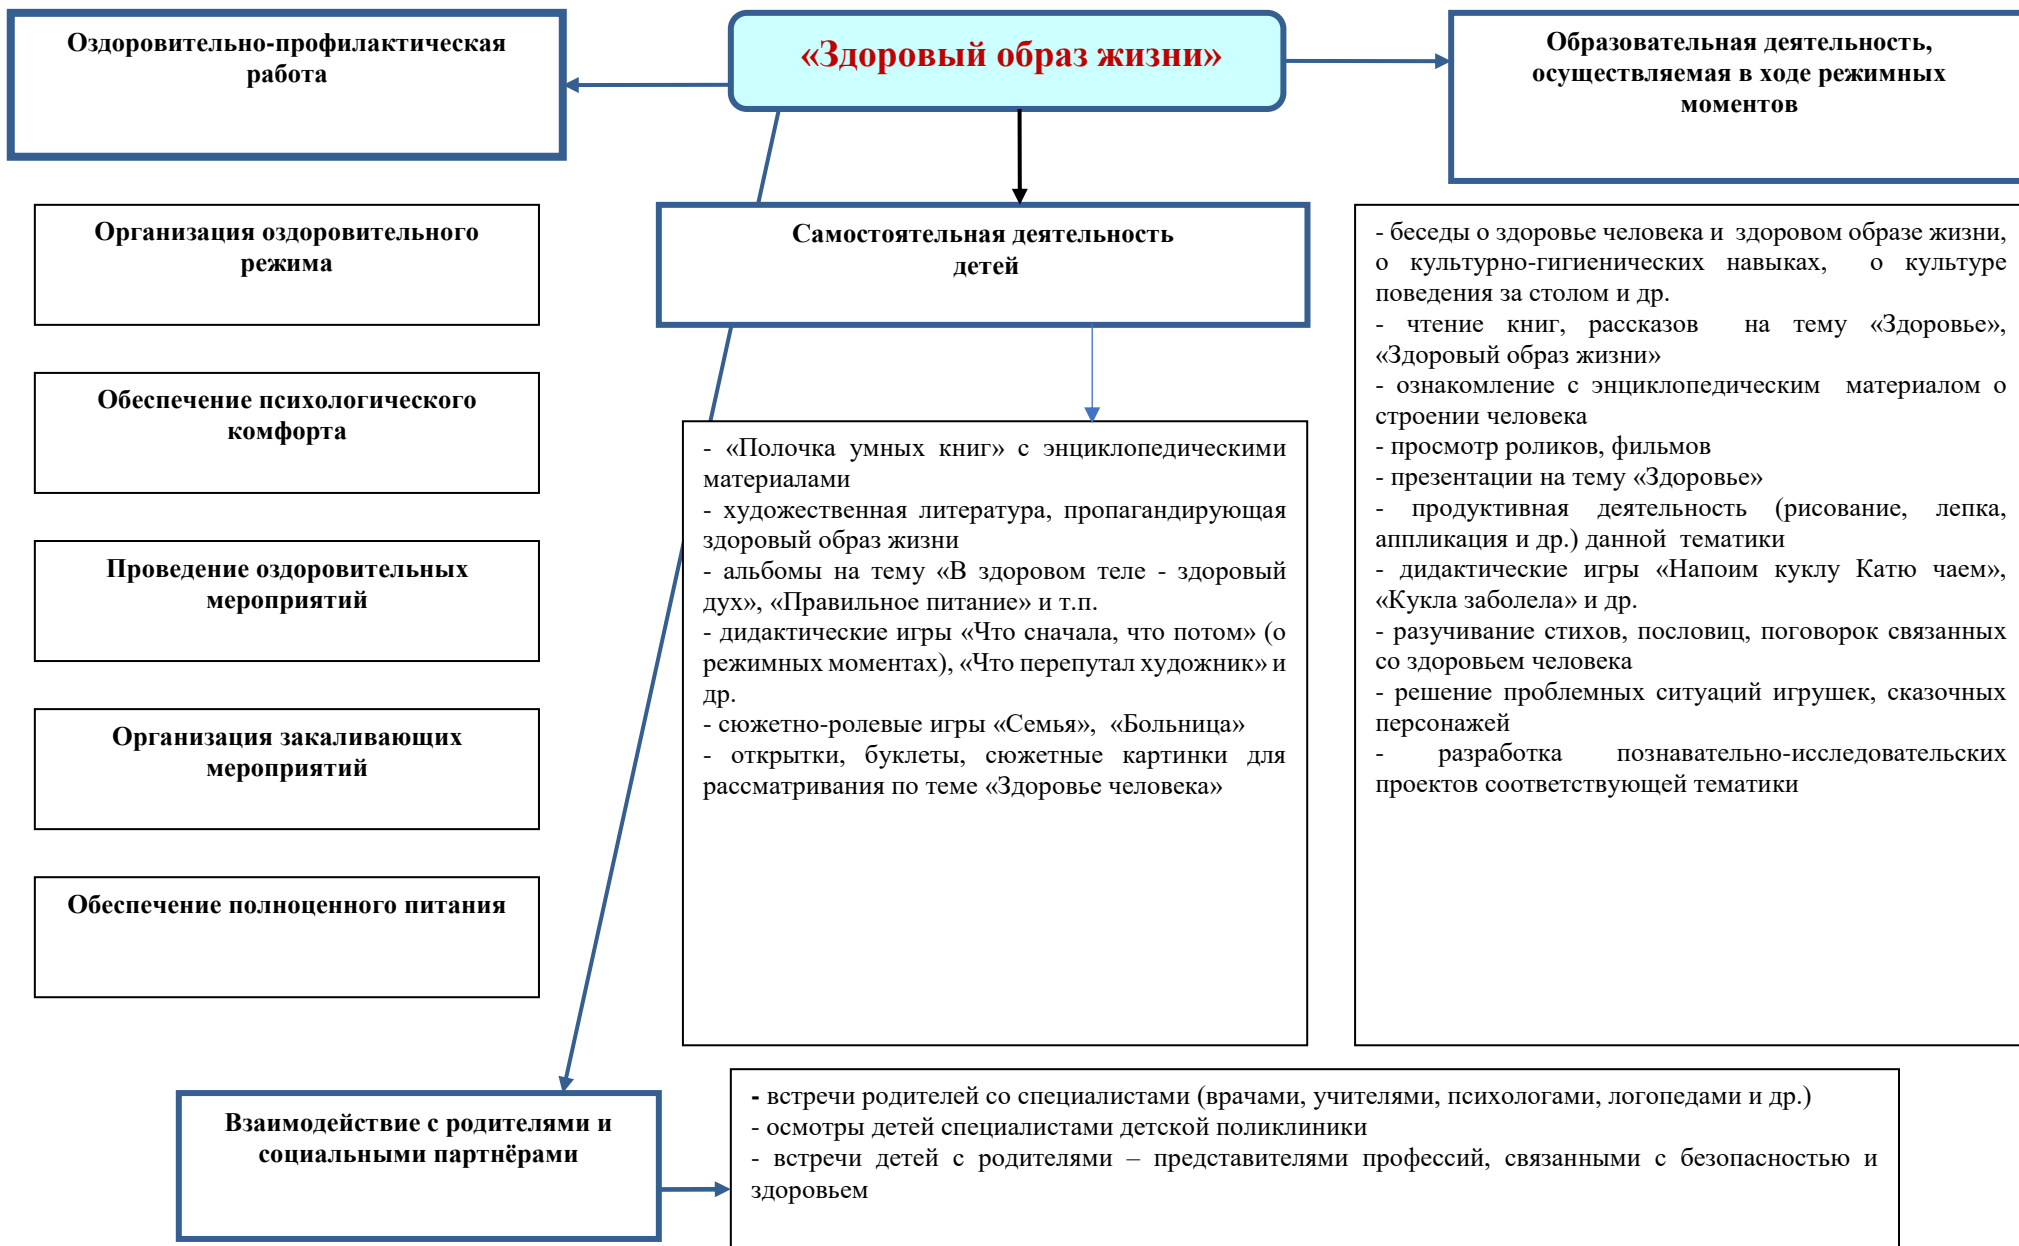 Оздоровительно-профилактическая
работа
«Здоровый образ жизни»
Образовательная деятельность,
осуществляемая в ходе режимных
моментов
Организация оздоровительного
режима
Обеспечение психологического
комфорта
Проведение оздоровительных
мероприятий
Организация закаливающих
мероприятий
Обеспечение полноценного питания
Самостоятельная деятельность
детей
- «Полочка умных книг» с энциклопедическими
материалами
- художественная литература, пропагандирующая
здоровый образ жизни
- альбомы на тему «В здоровом теле - здоровый
дух», «Правильное питание» и т.п.
- дидактические игры «Что сначала, что потом» (о
режимных моментах), «Что перепутал художник» и
др.
- сюжетно-ролевые игры «Семья», «Больница»
- открытки, буклеты, сюжетные картинки для
рассматривания по теме «Здоровье человека»
- беседы о здоровье человека и здоровом образе жизни,
о культурно-гигиенических навыках, о культуре
поведения за столом и др.
- чтение книг, рассказов на тему «Здоровье»,
«Здоровый образ жизни»
- ознакомление с энциклопедическим материалом о
строении человека
- просмотр роликов, фильмов
- презентации на тему «Здоровье»
- продуктивная деятельность (рисование, лепка,
аппликация и др.) данной тематики
- дидактические игры «Напоим куклу Катю чаем»,
«Кукла заболела» и др.
- разучивание стихов, пословиц, поговорок связанных
со здоровьем человека
- решение проблемных ситуаций игрушек, сказочных
персонажей
- разработка познавательно-исследовательских
проектов соответствующей тематики
Взаимодействие с родителями и
социальными партнёрами
- встречи родителей со специалистами (врачами, учителями, психологами, логопедами и др.)
- осмотры детей специалистами детской поликлиники
- встречи детей с родителями – представителями профессий, связанными с безопасностью и
здоровьем